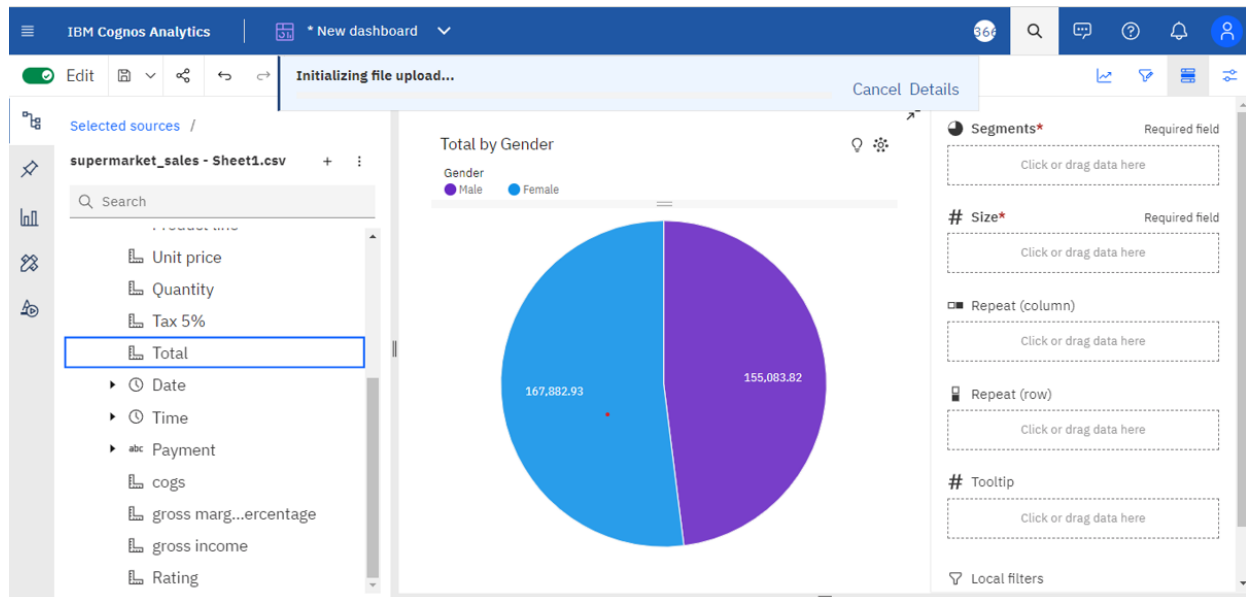 IBM Cognos Analytics
* New dashboard
366
Edit
Initializing file upload...
Cancel Details
Selected sources /
supermarket_sales - Sheet1.csv
Search
Unit price
Quantity
Tax 5%
Total
Date
Time
abc Payment
cogs
gross marg...ercentage
gross income
Rating
Total by Gender
Gender
Male Female
167,882.93
155,083.82
Segments* Required field
Click or drag data here
# Size* Required field
Click or drag data here
Repeat (column)
Click or drag data here
Repeat (row)
Click or drag data here
# Tooltip
Click or drag data here
Local filters